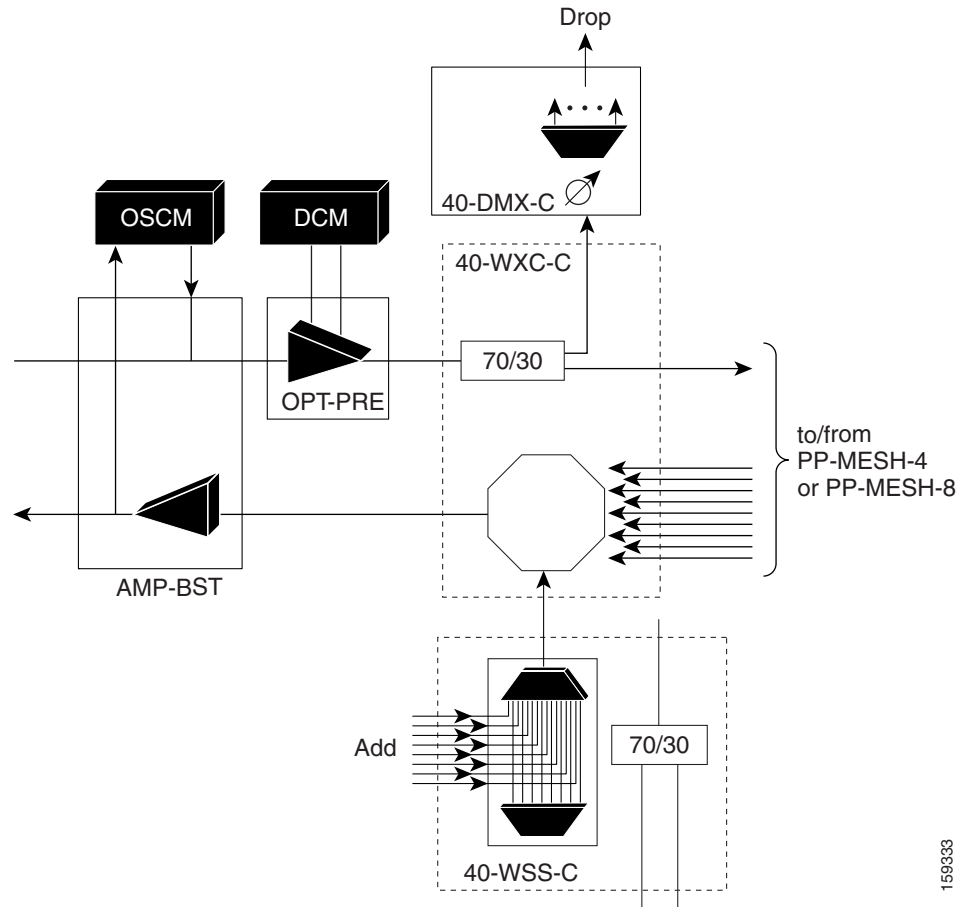 Drop
40-DMX-C
OSCM
DCM
40-WXC-C
70/30
OPT-PRE
to/from
PP-MESH-4
or PP-MESH-8
AMP-BST
Add
70/30
40-WSS-C
159333